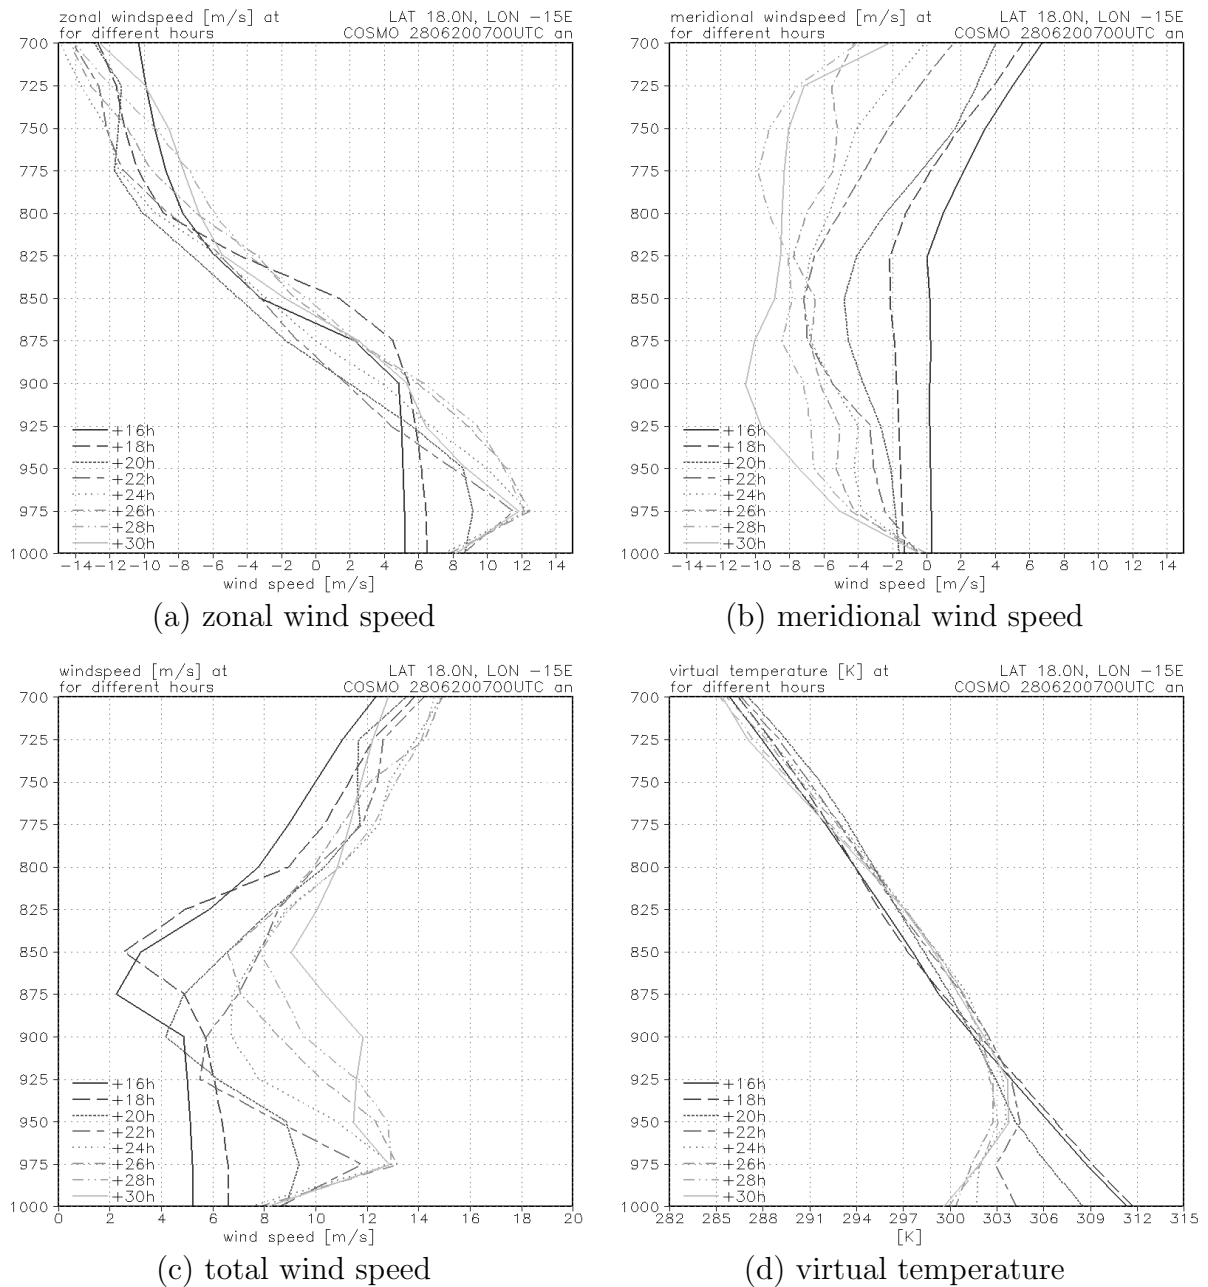 zonal windspeed [m/s] at LAT 18.0N, LON −15E
for different hours COSMO 2806200700UTC an
700
725
750
775
800
825
850
875
900
925
950
975
1000
+16h
+18h
+20h
+22h
+24h
+26h
+28h
+30h
−14 −12 −10 −8 −6 −4 −2 0 2 4 6 8 10 12 14
wind speed [m/s]
(a) zonal wind speed
meridional windspeed [m/s] at LAT 18.0N, LON −15E
for different hours COSMO 2806200700UTC an
700
725
750
775
800
825
850
875
900
925
950
975
1000
+16h
+18h
+20h
+22h
+24h
+26h
+28h
+30h
−14 −12 −10 −8 −6 −4 −2 0 2 4 6 8 10 12 14
wind speed [m/s]
(b) meridional wind speed
windspeed [m/s] at LAT 18.0N, LON −15E
for different hours COSMO 2806200700UTC an
700
725
750
775
800
825
850
875
900
925
950
975
1000
+16h
+18h
+20h
+22h
+24h
+26h
+28h
+30h
0 2 4 6 8 10 12 14 16 18 20
wind speed [m/s]
(c) total wind speed
virtual temperature [K] at LAT 18.0N, LON −15E
for different hours COSMO 2806200700UTC an
700
725
750
775
800
825
850
875
900
925
950
975
1000
+16h
+18h
+20h
+22h
+24h
+26h
+28h
+30h
282 285 288 291 294 297 300 303 306 309 312 315
[K]
(d) virtual temperature